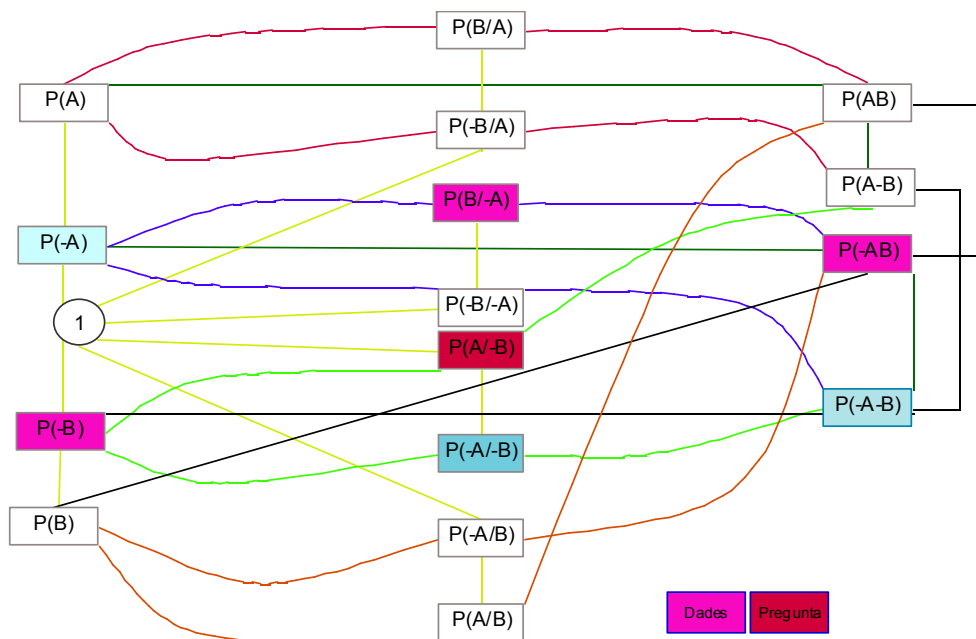 P(B/A)
P(A)
P(AB)
P(-B/A)
P(A-B)
P(B/-A)
P(-A)
P(-AB)
P(-B/-A)
1
P(A/-B)
P(-A-B)
P(-B)
P(-A/-B)
P(B)
P(-A/B)
P(A/B)
Dades
Pregunta